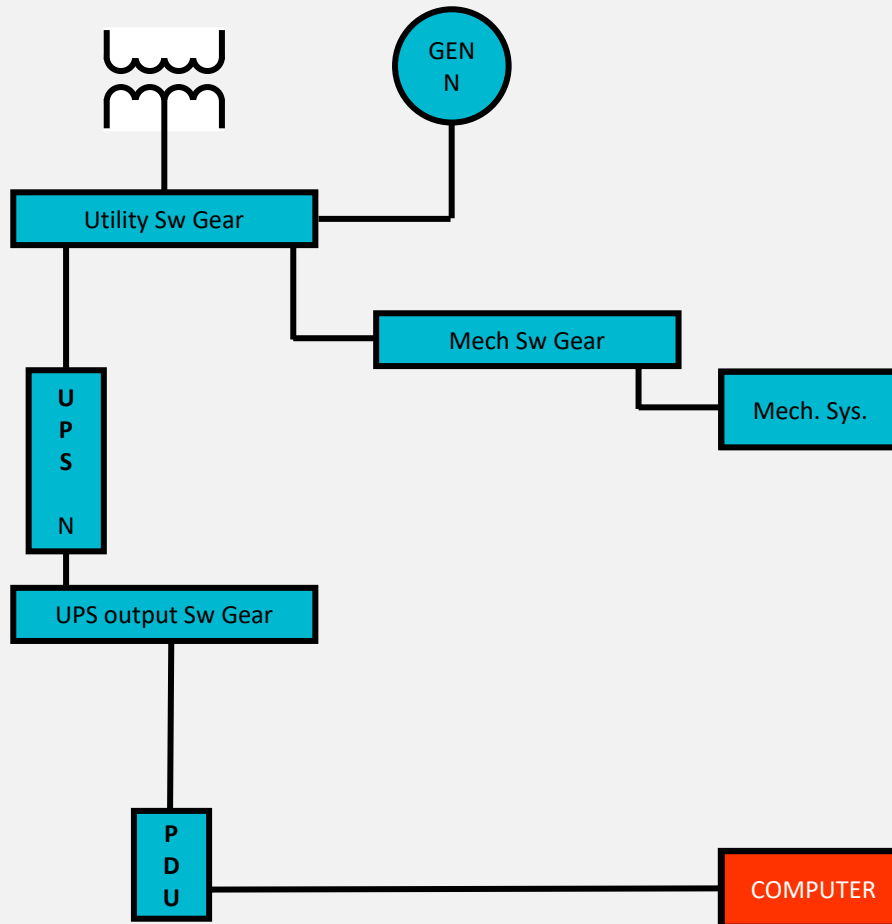 GEN
N
Utility Sw Gear
Mech Sw Gear
Mech. Sys.
U
P
S
N
UPS output Sw Gear
P
D
U
COMPUTER